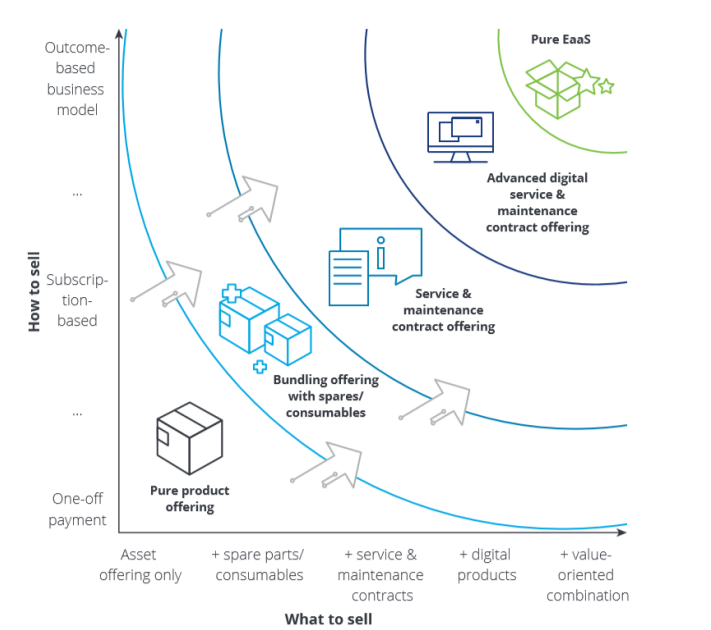 Outcome-
based
business
model
...
Subscrip-
tion-
based
...
One-off
payment
How to sell
Pure EaaS
Advanced digital
service &
maintenance
contract offering
i
Service &
maintenance
contract offering
Bundling offering
with spares/
consumables
Pure product
offering
Asset
offering only
+ spare parts/
consumables
+ service &
maintenance
contracts
+ digital
products
+ value-
oriented
combination
What to sell